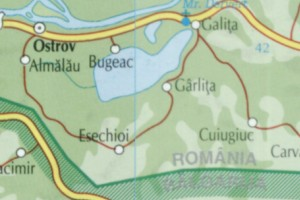 Galița
Ostrov
42
Bugeac
Almălău
Gârlița
Esechioi
Cuiugiuc
ROMÂNIA